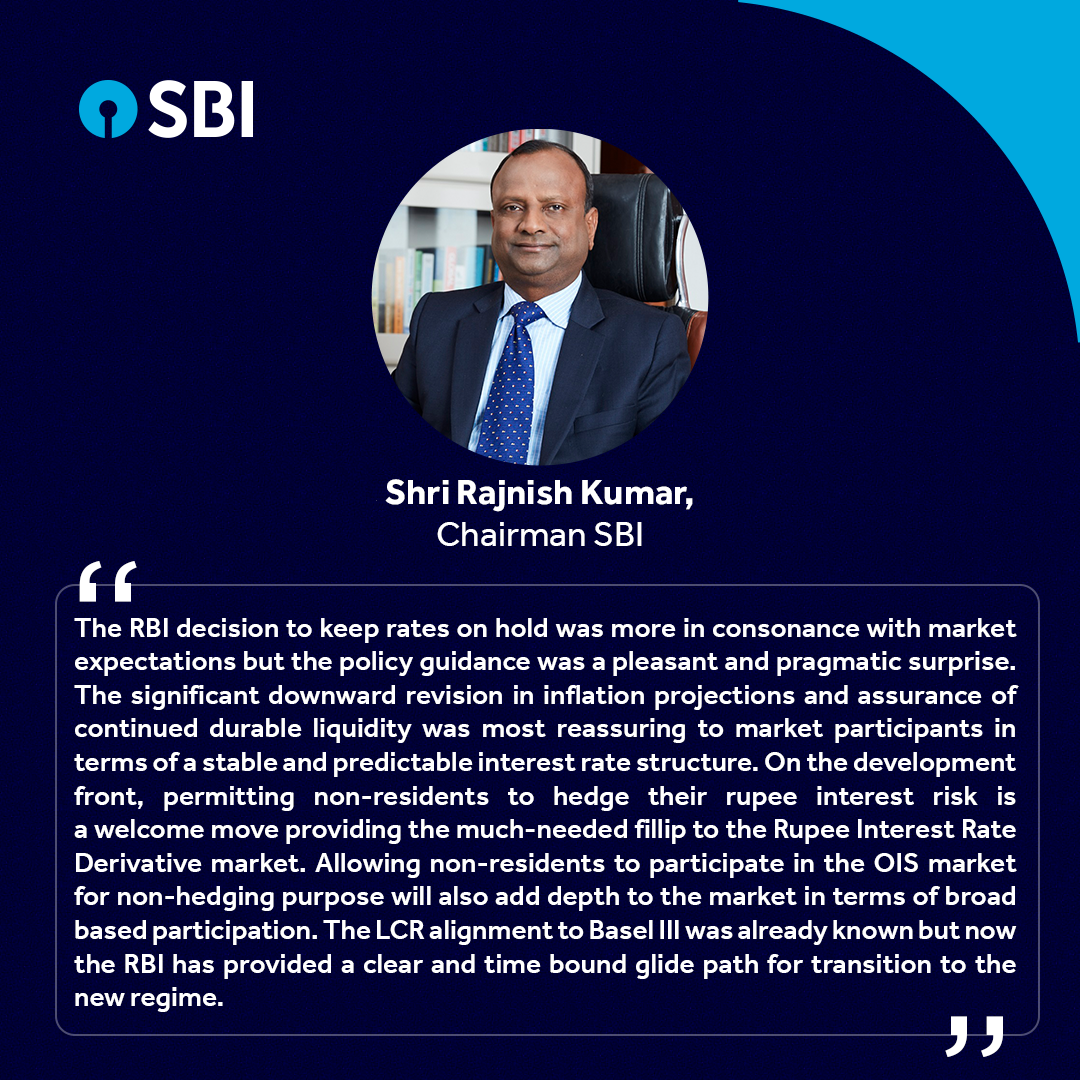 SBI
Shri Rajnish Kumar,
Chairman SBI
“
The RBI decision to keep rates on hold was more in consonance with market
expectations but the policy guidance was a pleasant and pragmatic surprise.
The significant downward revision in inflation projections and assurance of
continued durable liquidity was most reassuring to market participants in
terms of a stable and predictable interest rate structure. On the development
front, permitting non-residents to hedge their rupee interest risk is
a welcome move providing the much-needed fillip to the Rupee Interest Rate
Derivative market. Allowing non-residents to participate in the OIS market
for non-hedging purpose will also add depth to the market in terms of broad
based participation. The LCR alignment to Basel III was already known but now
the RBI has provided a clear and time bound glide path for transition to the
new regime.
”